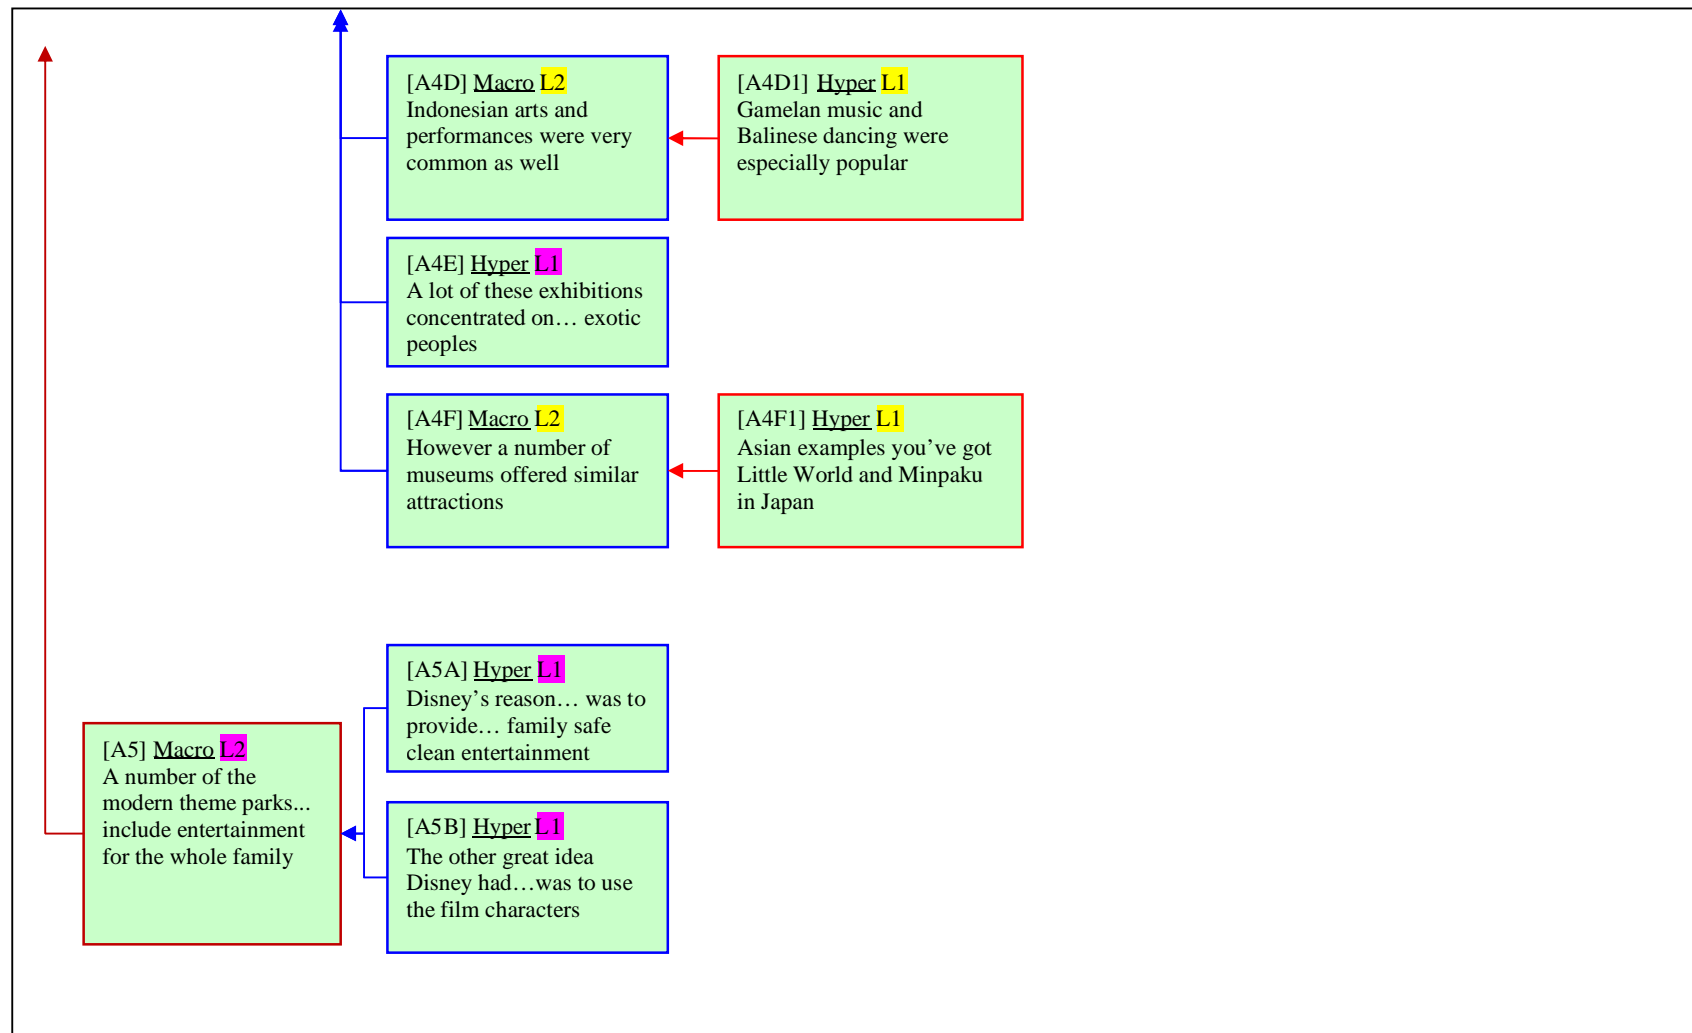 [A4D] Macro L2
Indonesian arts and
performances were very
common as well
[A4D1] Hyper L1
Gamelan music and
Balinese dancing were
especially popular
[A4E] Hyper L1
A lot of these exhibitions
concentrated on… exotic
peoples
[A4F] Macro L2
However a number of
museums offered similar
attractions
[A4F1] Hyper L1
Asian examples you’ve got
Little World and Minpaku
in Japan
[A5] Macro L2
A number of the
modern theme parks...
include entertainment
for the whole family
[A5A] Hyper L1
Disney’s reason… was to
provide… family safe
clean entertainment
[A5B] Hyper L1
The other great idea
Disney had…was to use
the film characters